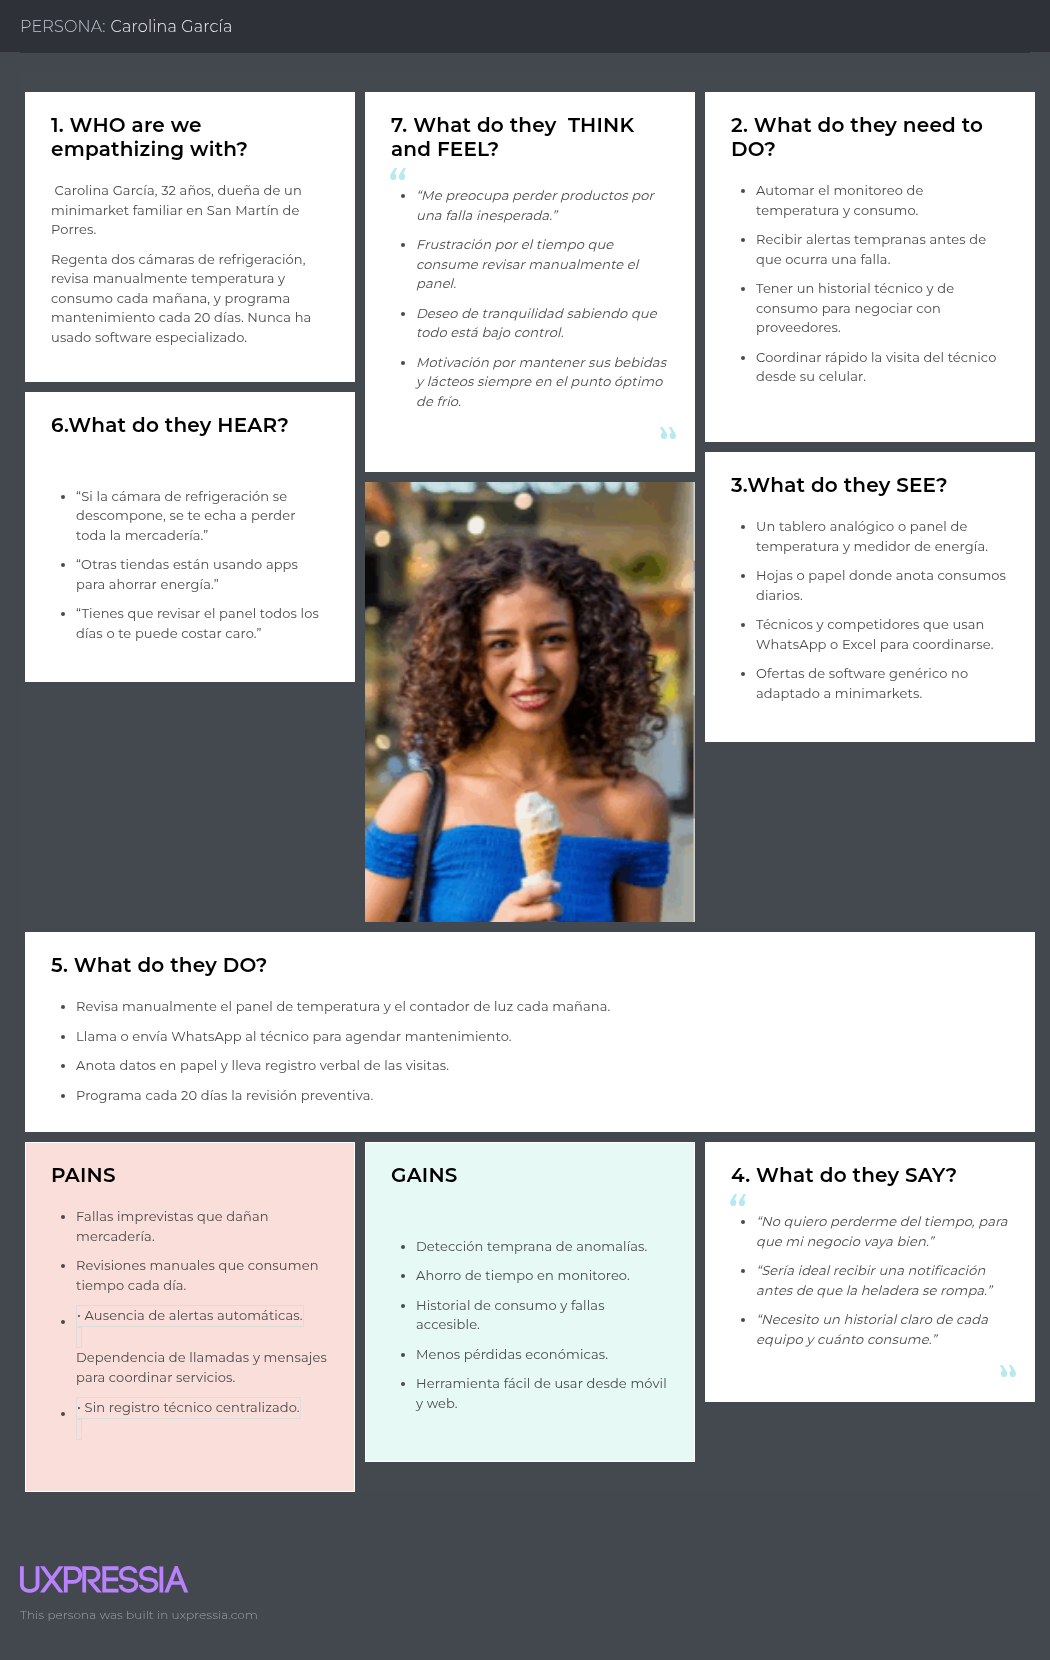 PERSONA: Carolina García
1. WHO are we
empathizing with?
Carolina García, 32 años, dueña de un
minimarket familiar en San Martín de
Porres.
Regenta dos cámaras de refrigeración,
revisa manualmente temperatura y
consumo cada mañana, y programa
mantenimiento cada 20 días. Nunca ha
usado software especializado.
7. What do they  THINK
and FEEL?
“
• “Me preocupa perder productos por
una falla inesperada.”
• Frustración por el tiempo que
consume revisar manualmente el
panel.
• Deseo de tranquilidad sabiendo que
todo está bajo control.
• Motivación por mantener sus bebidas
y lácteos siempre en el punto óptimo
de frío.
”
2. What do they need to
DO?
• Automar el monitoreo de
temperatura y consumo.
• Recibir alertas tempranas antes de
que ocurra una falla.
• Tener un historial técnico y de
consumo para negociar con
proveedores.
• Coordinar rápido la visita del técnico
desde su celular.
6.What do they HEAR?
• “Si la cámara de refrigeración se
descompone, se te echa a perder
toda la mercadería.”
• “Otras tiendas están usando apps
para ahorrar energía.”
• “Tienes que revisar el panel todos los
días o te puede costar caro.”
3.What do they SEE?
• Un tablero analógico o panel de
temperatura y medidor de energía.
• Hojas o papel donde anota consumos
diarios.
• Técnicos y competidores que usan
WhatsApp o Excel para coordinarse.
• Ofertas de software genérico no
adaptado a minimarkets.
5. What do they DO?
• Revisa manualmente el panel de temperatura y el contador de luz cada mañana.
• Llama o envía WhatsApp al técnico para agendar mantenimiento.
• Anota datos en papel y lleva registro verbal de las visitas.
• Programa cada 20 días la revisión preventiva.
PAINS
• Fallas imprevistas que dañan
mercadería.
• Revisiones manuales que consumen
tiempo cada día.
• · Ausencia de alertas automáticas.
Dependencia de llamadas y mensajes
para coordinar servicios.
• · Sin registro técnico centralizado.
GAINS
• Detección temprana de anomalías.
• Ahorro de tiempo en monitoreo.
• Historial de consumo y fallas
accesible.
• Menos pérdidas económicas.
• Herramienta fácil de usar desde móvil
y web.
4. What do they SAY?
“
• “No quiero perderme del tiempo, para
que mi negocio vaya bien.”
• “Sería ideal recibir una notificación
antes de que la heladera se rompa.”
• “Necesito un historial claro de cada
equipo y cuánto consume.”
”
UXPRESSIA
This persona was built in uxpressia.com